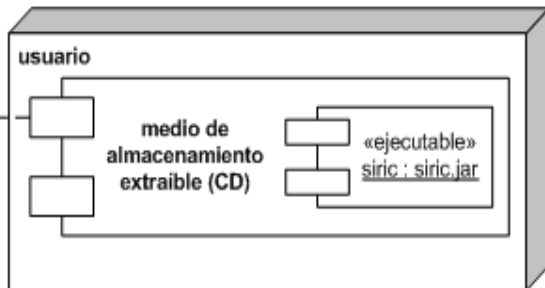 usuario
medio de
almacenamiento
extraíble (CD)
«ejecutable»
siric : siric.jar